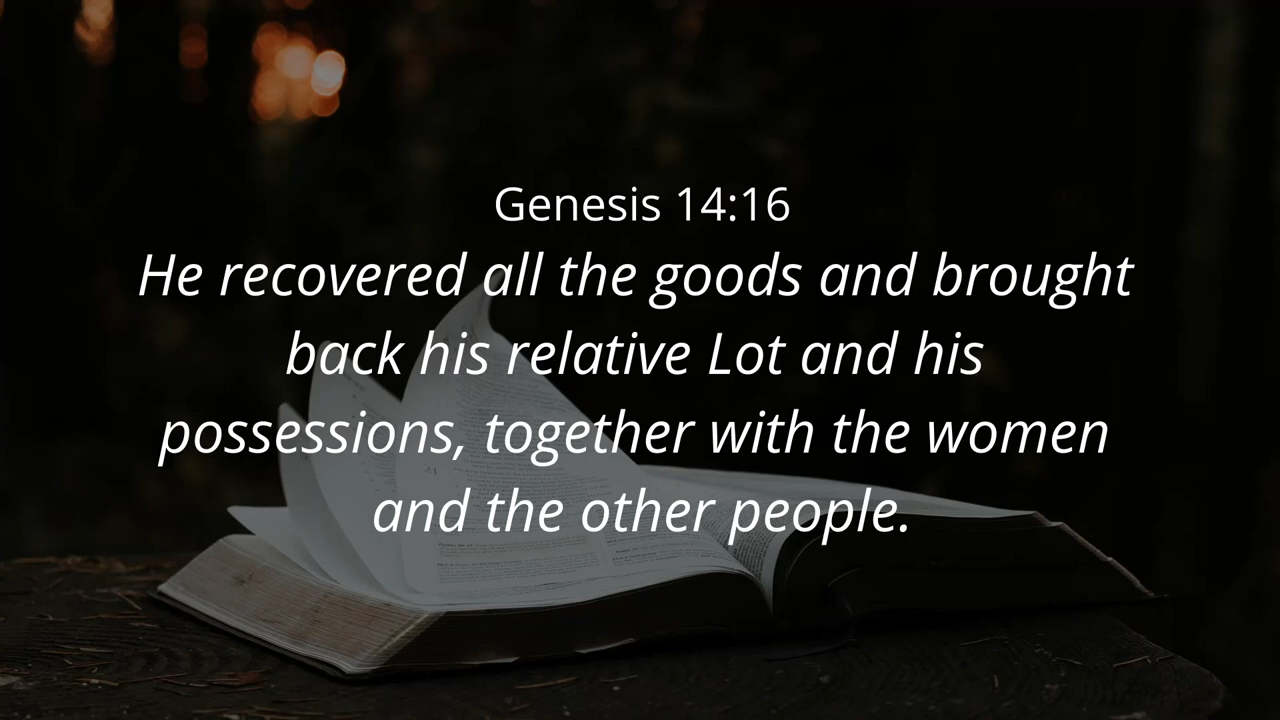 Genesis 14:16
He recovered all the goods and brought
back his relative Lot and his
possessions, together with the women
and the other people.